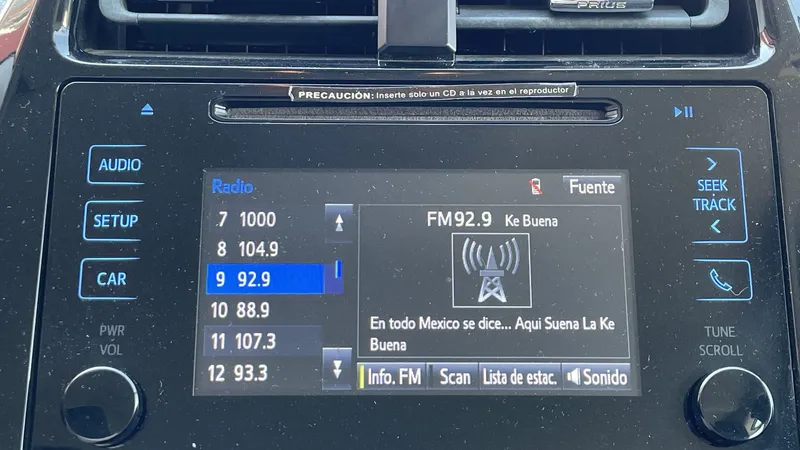 PRIUS
PRECAUCIÓN: Inserte solo un CD a la vez en el reproductor
AUDIO
SETUP
CAR
PWR
VOL
Radio
Fuente
7 1000
8 104.9
9 92.9
10 88.9
11 107.3
12 93.3
FM 92.9 Ke Buena
En todo Mexico se dice... Aqui Suena La Ke
Buena
Info. FM
Scan
Lista de estac.
Sonido
SEEK
TRACK
TUNE
SCROLL